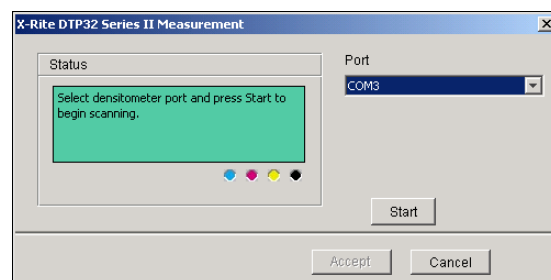 X-Rite DTP32 Series II Measurement
Status
Select densitometer port and press Start to
begin scanning.
Port
COM3
Start
Accept
Cancel